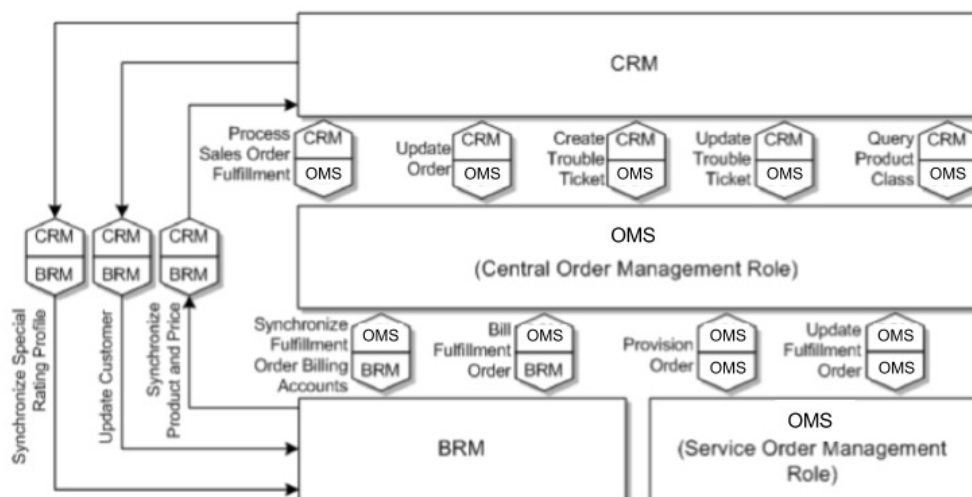 CRM
Process
Sales Order
Fulfillment
CRM
OMS
Update
Order
CRM
OMS
Create
Trouble
Ticket
CRM
OMS
Update
Trouble
Ticket
CRM
OMS
Query
Product
Class
CRM
OMS
OMS
(Central Order Management Role)
CRM
BRM
CRM
BRM
CRM
BRM
Synchronize Special
Rating Profile
Update Customer
Synchronize
Product and Price
Synchronize
Fulfillment
Order Billing
Accounts
OMS
BRM
Bill
Fulfillment
Order
OMS
BRM
Provision
Order
OMS
OMS
Update
Fulfillment
Order
OMS
OMS
BRM
OMS
(Service Order Management
Role)